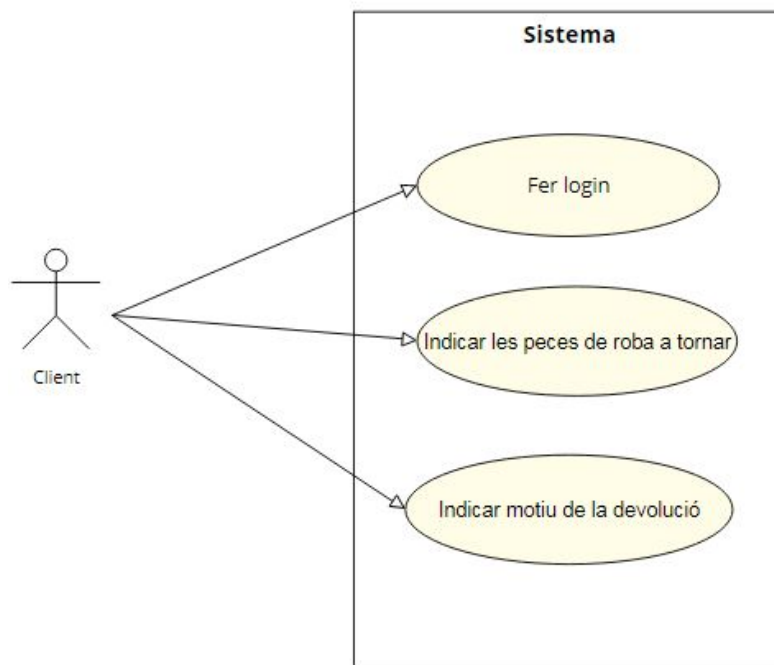 Sistema
Fer login
Indicar les peces de roba a tornar
Client
Indicar motiu de la devolució